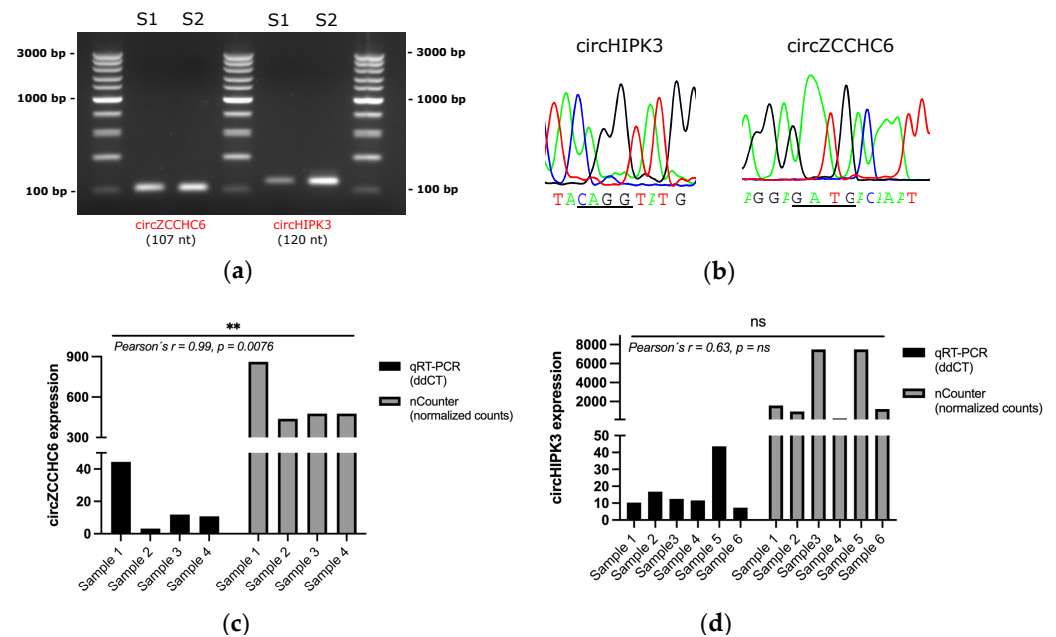 S1 S2 S1 S2
3000 bp - - 3000 bp
1000 bp - - 1000 bp
100 bp - - 100 bp
circZCCHC6 circHIPK3
(107 nt) (120 nt)
(a)
circHIPK3 circZCCHC6
TACAGGTATG AGGAGATGACAAAT
(b)
**
Pearson´s r = 0.99, p = 0.0076
circZCCHC6 expression
900
600
300
40
20
0
Sample 1 Sample 2 Sample 3 Sample 4 Sample 1 Sample 2 Sample 3 Sample 4
qRT-PCR
(ddCT)
nCounter
(normalized counts)
(c)
ns
Pearson´s r = 0.63, p = ns
circHIPK3 expression
8000
6000
4000
2000
50
40
30
20
10
0
Sample 1 Sample 2 Sample3 Sample 4 Sample 5 Sample 6 Sample 1 Sample 2 Sample3 Sample 4 Sample 5 Sample 6
qRT-PCR
(ddCT)
nCounter
(normalized counts)
(d)